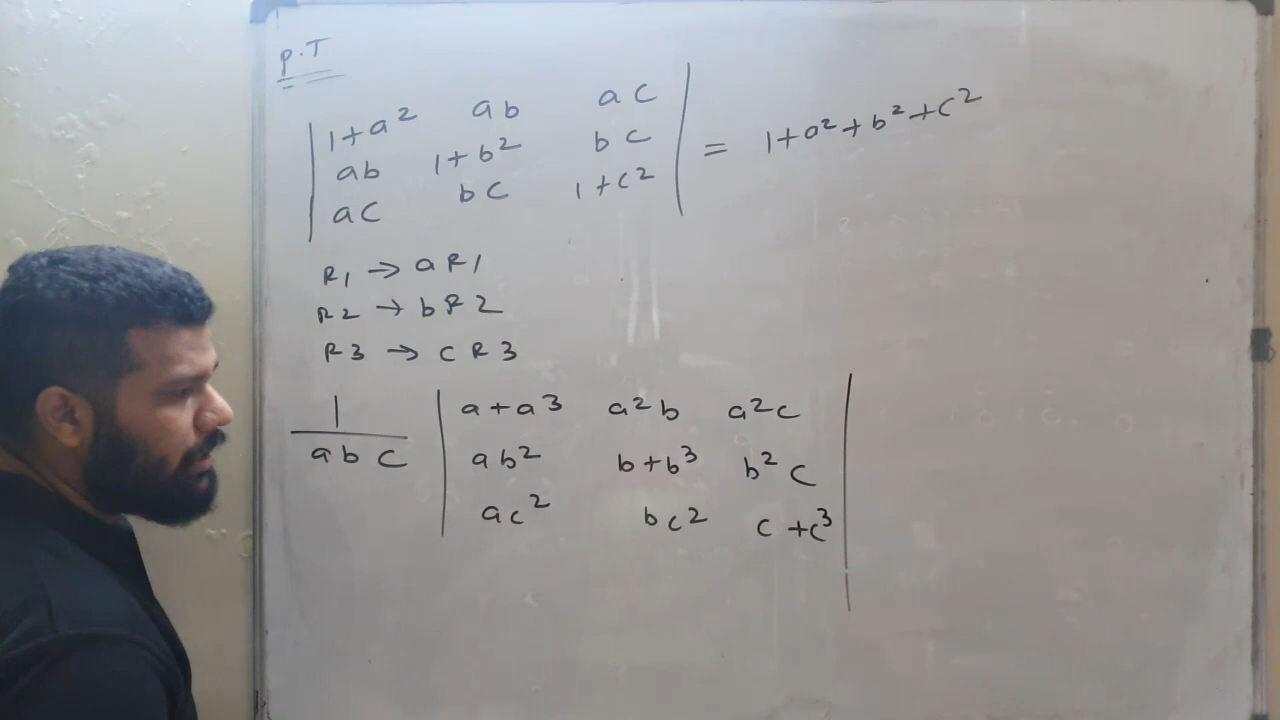 P.T
| 1+a² ab ac |
| ab 1+b² bc | = 1+a²+b²+c²
| ac bc 1+c² |
R1 → aR1
R2 → bR2
R3 → cR3
1 | a+a³ a²b a²c |
abc | ab² b+b³ b²c |
| ac² bc² c+c³ |